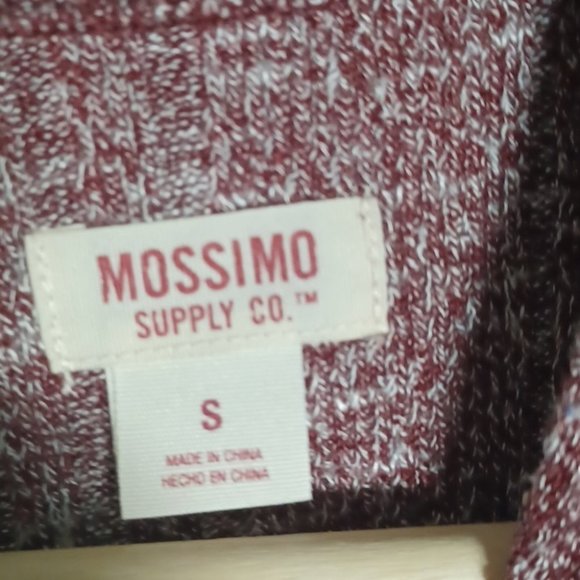 MOSSIMO
SUPPLY CO.™
S
MADE IN CHINA
HECHO EN CHINA